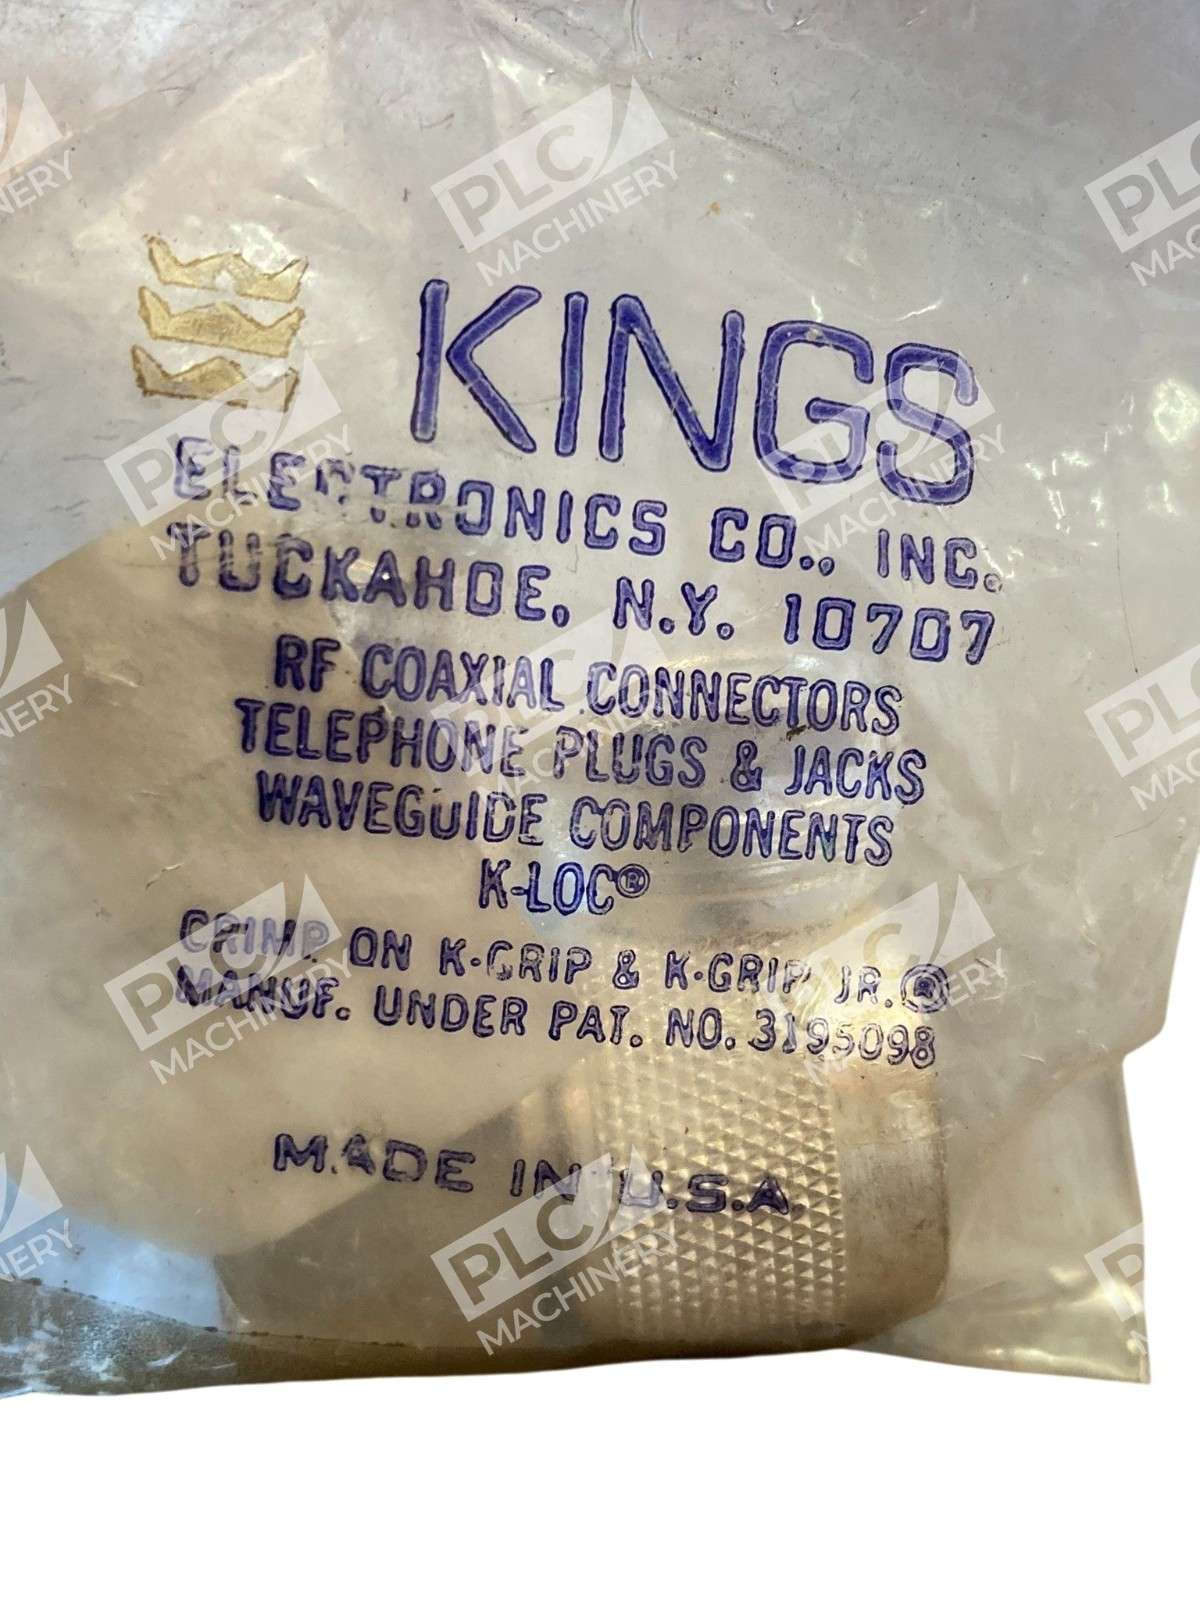 KINGS
ELECTRONICS CO., INC.
TUCKAHOE, N.Y. 10707
RF COAXIAL CONNECTORS
TELEPHONE PLUGS & JACKS
WAVEGUIDE COMPONENTS
K-LOC®
CRIMP ON K-GRIP & K-GRIP JR.®
MANUF. UNDER PAT. NO. 3195098
MADE IN U.S.A.
PLC
MACHINERY